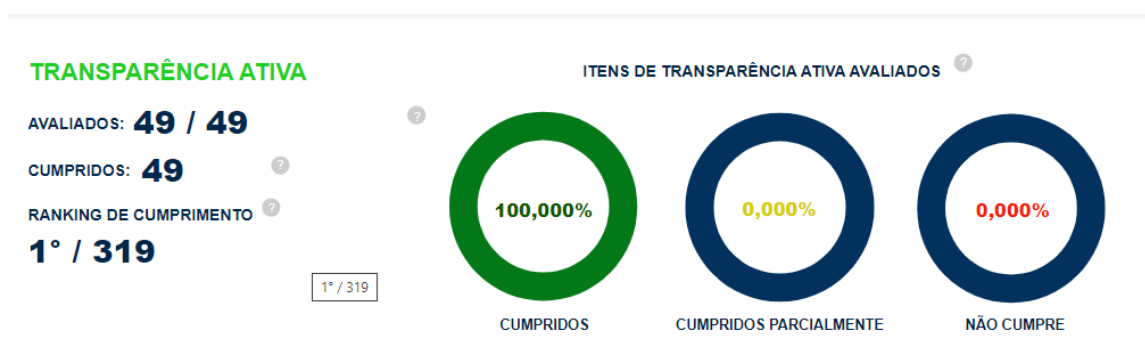 TRANSPARÊNCIA ATIVA
AVALIADOS: 49 / 49
?
CUMPRIDOS: 49
?
RANKING DE CUMPRIMENTO
?
1° / 319
1° / 319
ITENS DE TRANSPARÊNCIA ATIVA AVALIADOS
?
100,000%
0,000%
0,000%
CUMPRIDOS
CUMPRIDOS PARCIALMENTE
NÃO CUMPRE